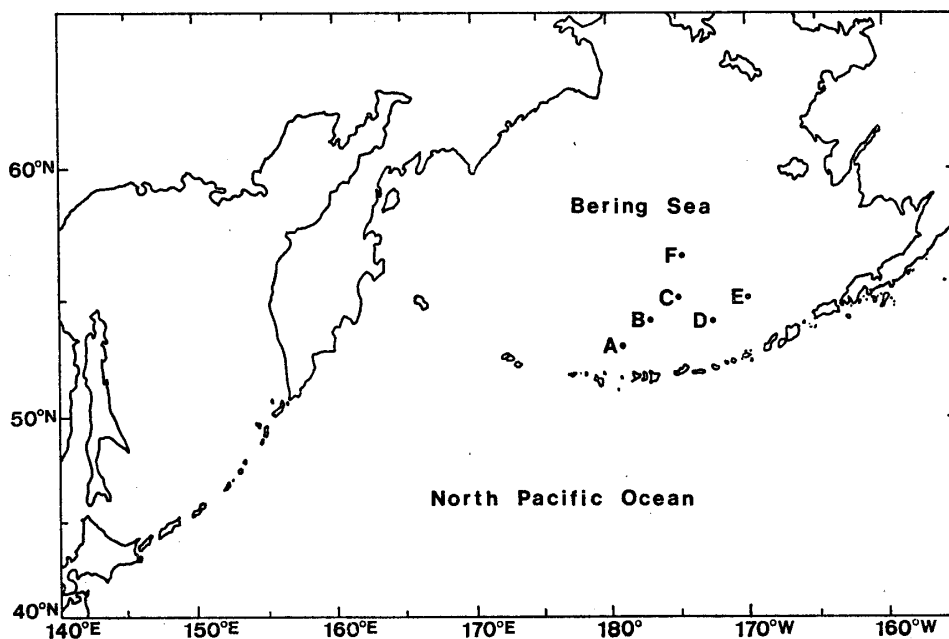 60°N
Bering Sea
F
C
E
B
D
A
50°N
North Pacific Ocean
40°N
140°E 150°E 160°E 170°E 180° 170°W 160°W